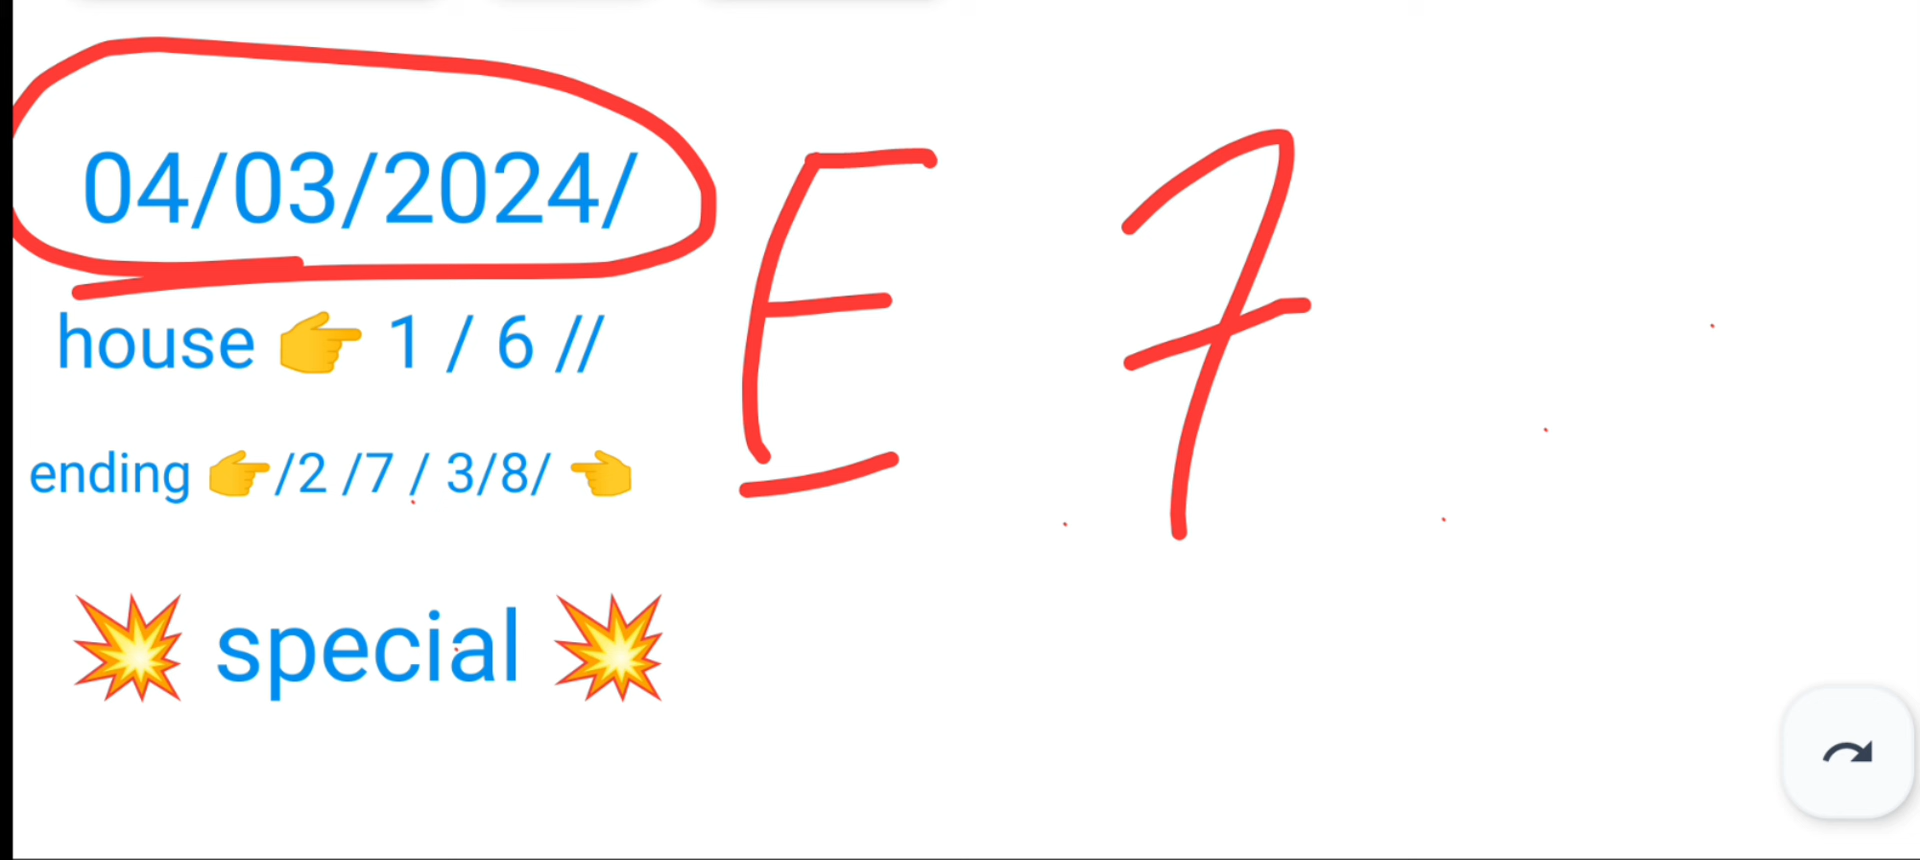 04/03/2024/
E 7
house 👉 1 / 6 //
ending 👉/2 /7 / 3/8/ 👈
💥 special 💥